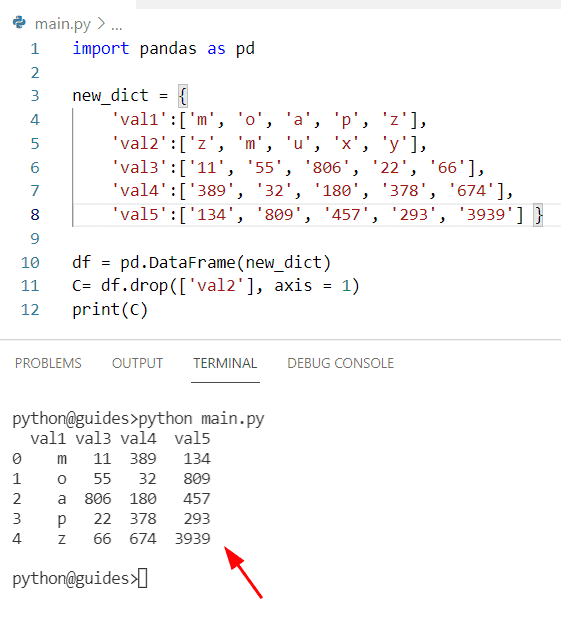 main.py > ...
1 import pandas as pd
2
3 new_dict = {
4     'val1':['m', 'o', 'a', 'p', 'z'],
5     'val2':['z', 'm', 'u', 'x', 'y'],
6     'val3':['11', '55', '806', '22', '66'],
7     'val4':['389', '32', '180', '378', '674'],
8     'val5':['134', '809', '457', '293', '3939'] }
9
10 df = pd.DataFrame(new_dict)
11 C= df.drop(['val2'], axis = 1)
12 print(C)
PROBLEMS OUTPUT TERMINAL DEBUG CONSOLE
python@guides>python main.py
  val1 val3 val4  val5
0    m   11  389   134
1    o   55   32   809
2    a  806  180   457
3    p   22  378   293
4    z   66  674  3939
python@guides>